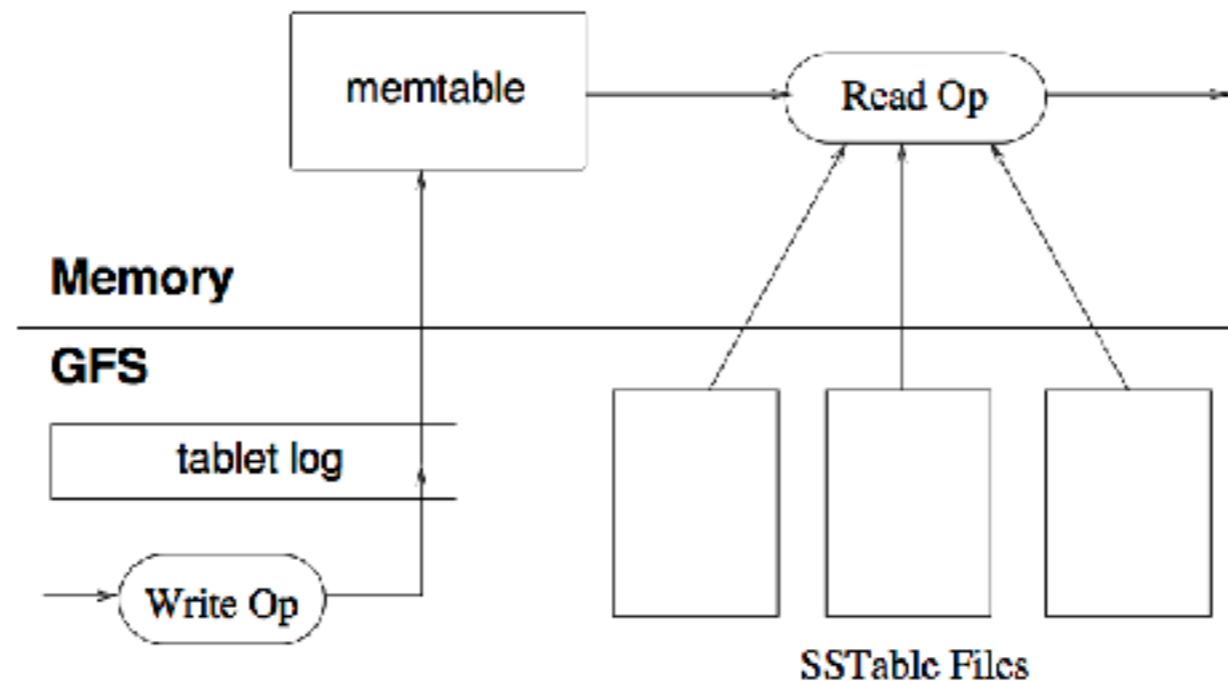 memtable
Read Op
Memory
GFS
tablet log
Write Op
SSTable Files